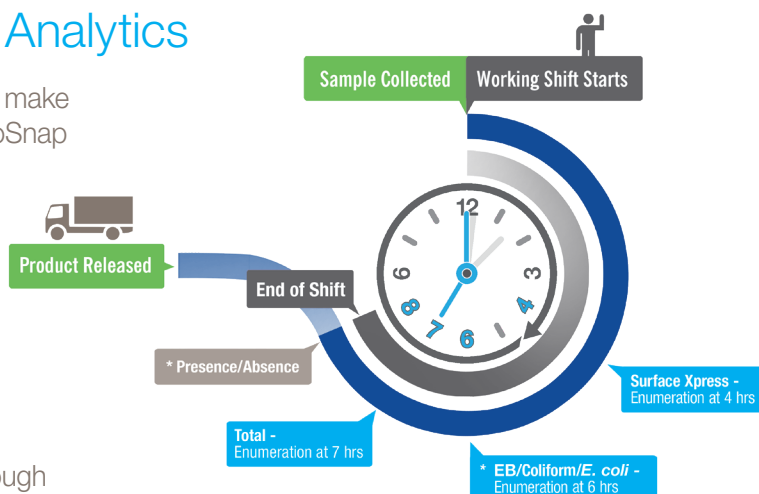 Analytics
make
oSnap
Sample Collected
Working Shift Starts
12
3
4
6
7
8
9
Product Released
End of Shift
* Presence/Absence
Surface Xpress -
Enumeration at 4 hrs
Total -
Enumeration at 7 hrs
* EB/Coliform/E. coli -
Enumeration at 6 hrs
ough